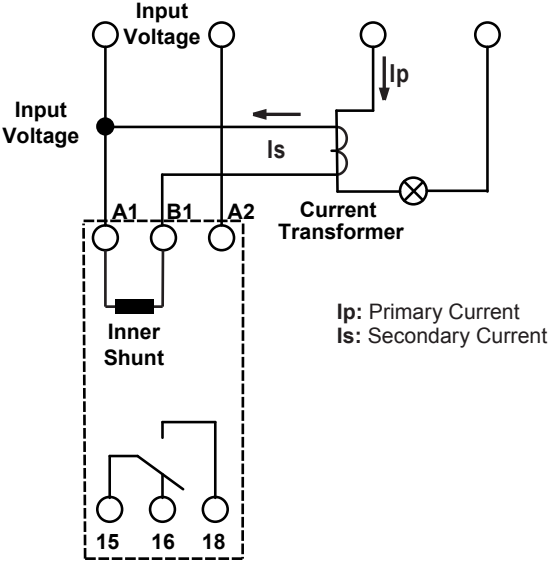 Input
Voltage
Ip
Input
Voltage
Is
A1 B1 A2
Current
Transformer
Ip: Primary Current
Is: Secondary Current
Inner
Shunt
15 16 18